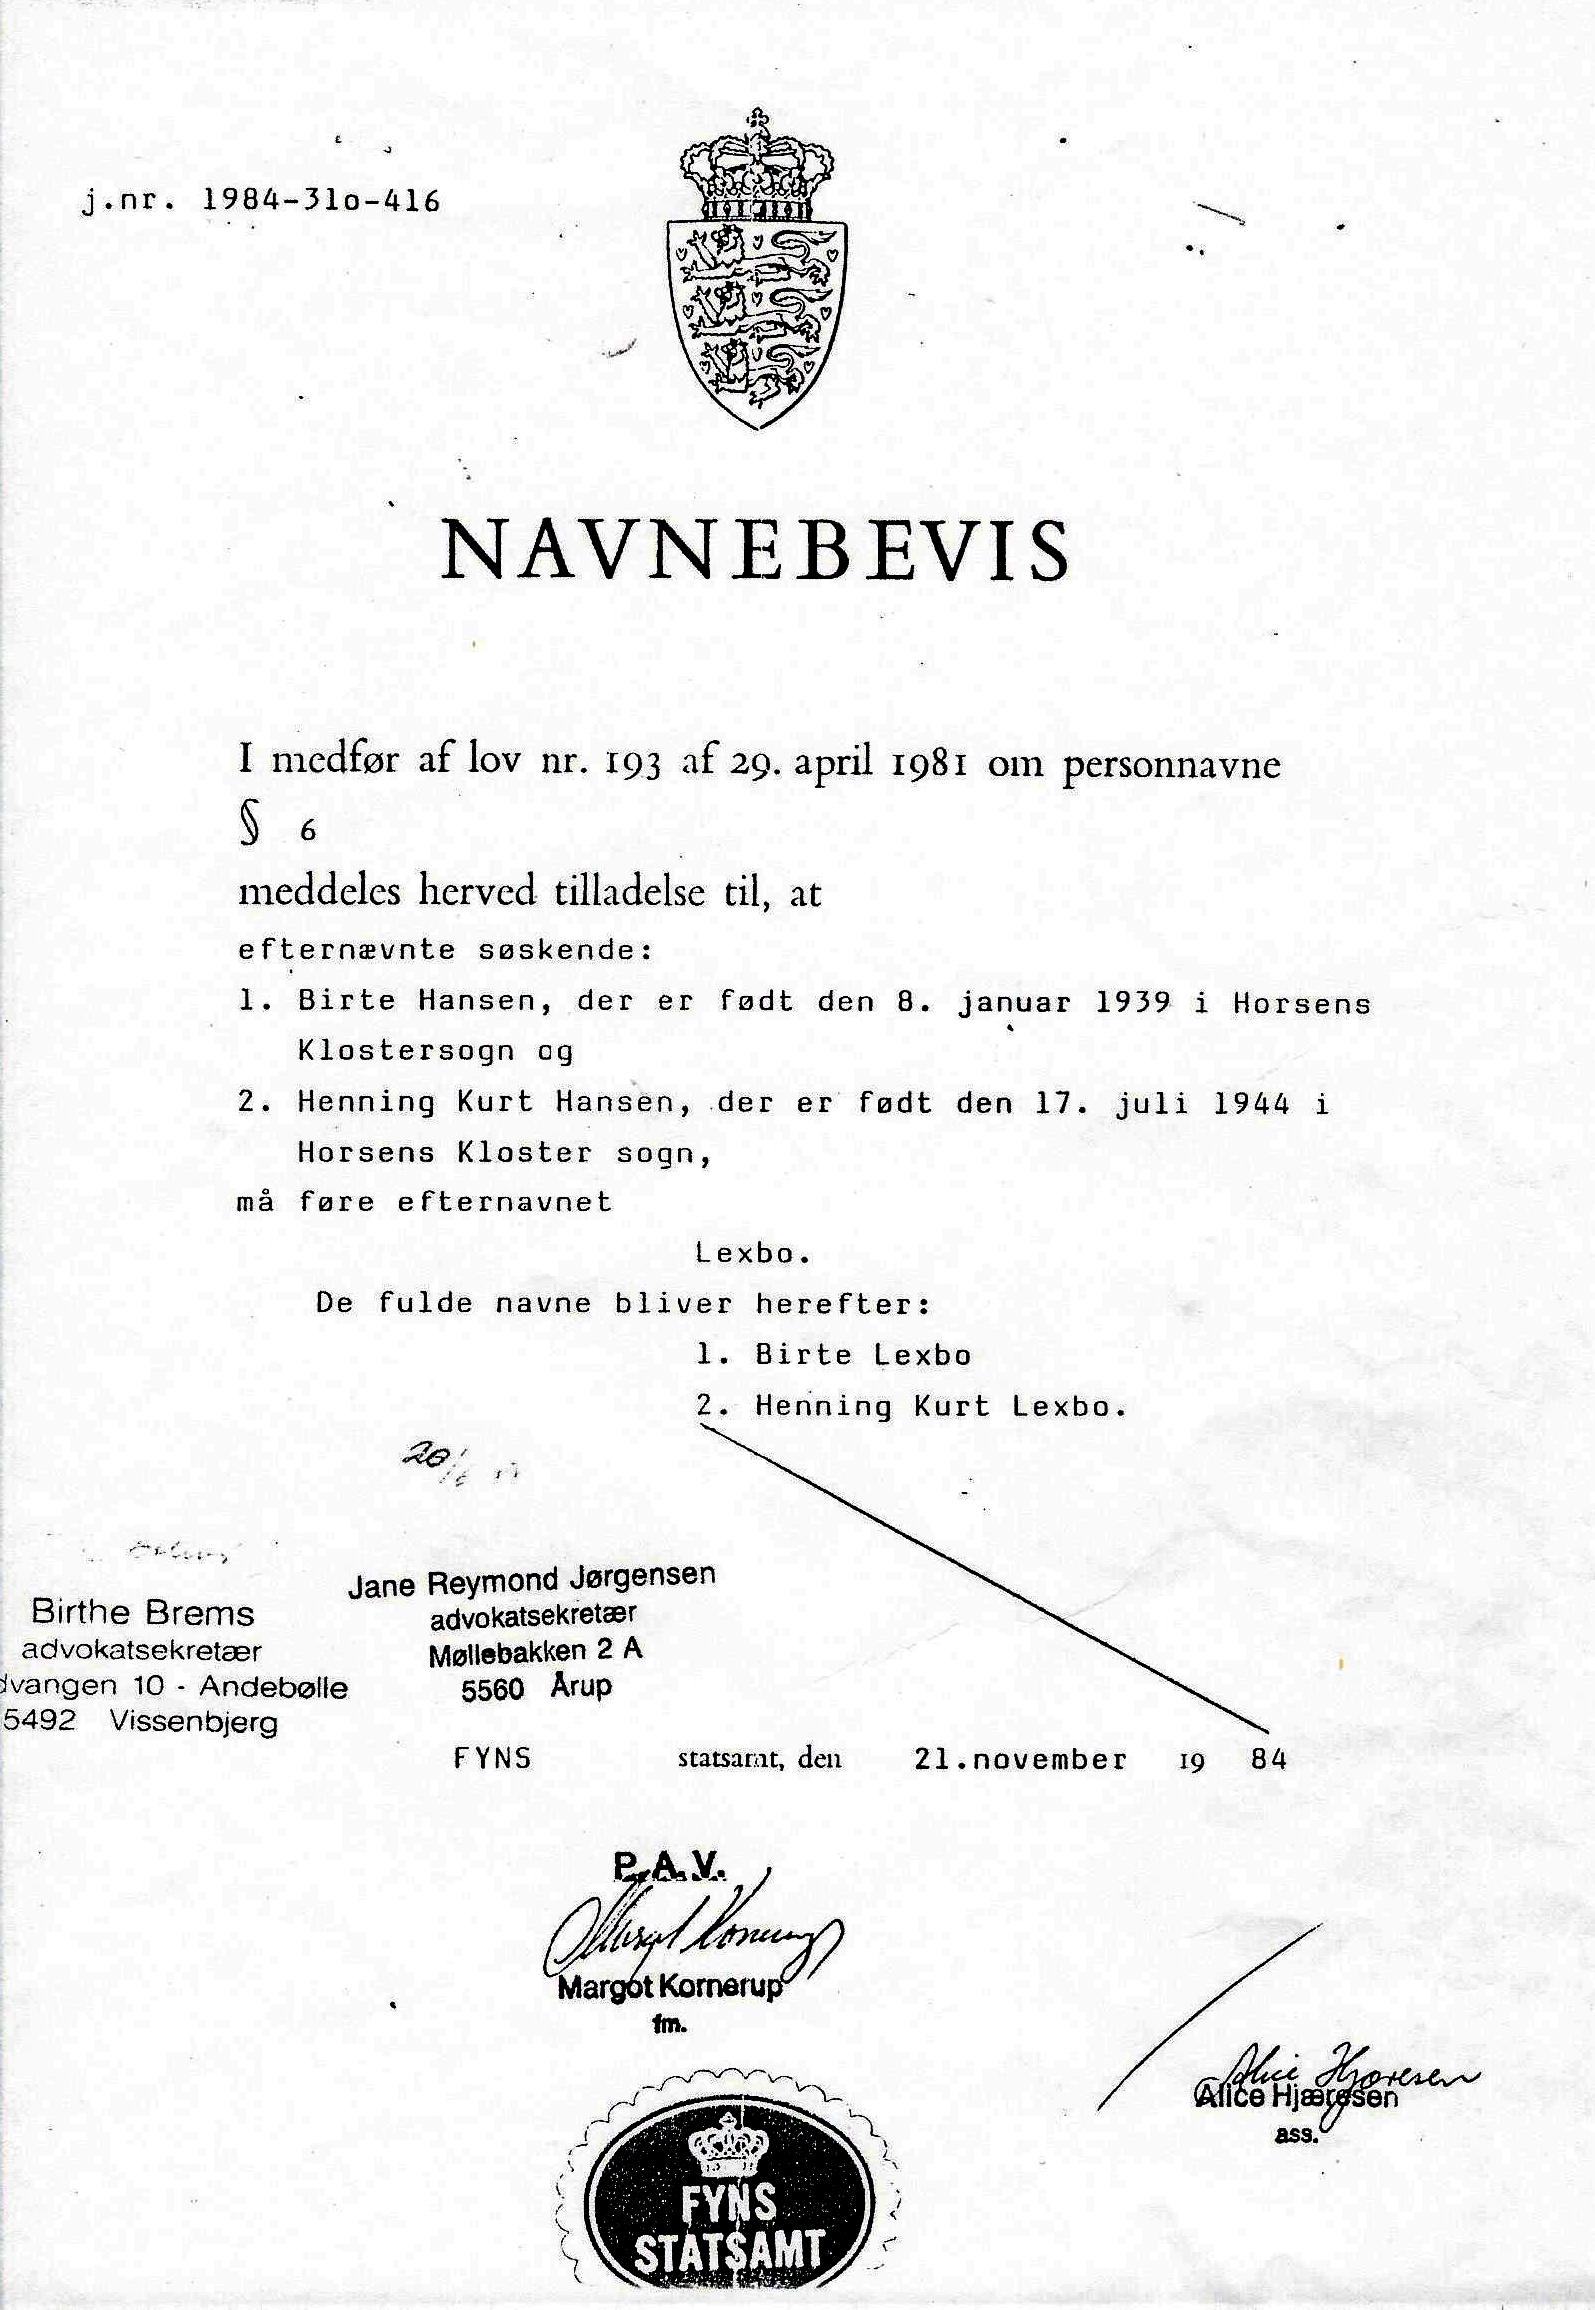 j.nr. 1984-31o-416
NAVNEBEVIS
I medfør af lov nr. 193 af 29. april 1981 om personnavne
§ 6
meddeles herved tilladelse til, at
efternævnte søskende:
1. Birte Hansen, der er født den 8. januar 1939 i Horsens
Klostersogn og
2. Henning Kurt Hansen, der er født den 17. juli 1944 i
Horsens Kloster sogn,
må føre efternavnet
Lexbo.
De fulde navne bliver herefter:
1. Birte Lexbo
2. Henning Kurt Lexbo.
Birthe Brems
advokatsekretær
vangen 10 - Andebølle
5492 Vissenbjerg
Jane Reymond Jørgensen
advokatsekretær
Møllebakken 2 A
5560 Årup
FYNS statsamt, den 21.november 19 84
P.A.V.
Margot Kornerup
Margot Kornerup
fm.
Alice Hjæresen
Alice Hjæresen
ass.
FYNS
STATSAMT